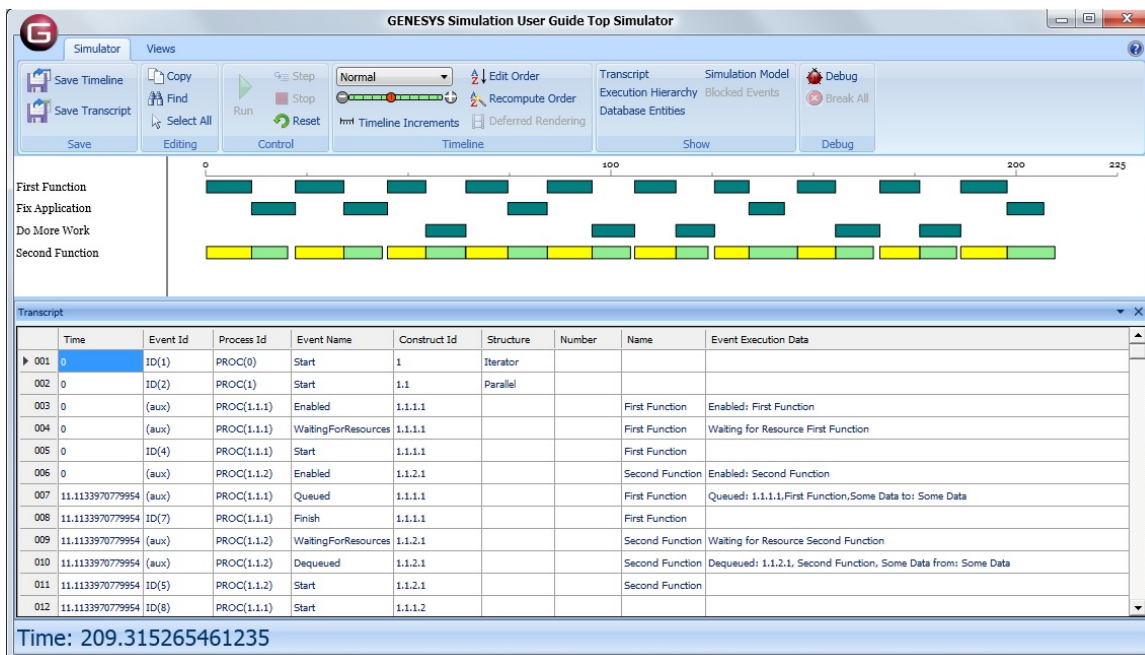 GENESYS Simulation User Guide Top Simulator
G
Simulator Views
Save Timeline
Save Transcript
Save
Copy
Find
Select All
Editing
Run
Step
Stop
Reset
Control
Normal
Timeline Increments
Edit Order
Recompute Order
Deferred Rendering
Timeline
Transcript Simulation Model
Execution Hierarchy Blocked Events
Database Entities
Show
Debug
Break All
Debug
0 100 200 225
First Function
Fix Application
Do More Work
Second Function
Transcript
Time Event Id Process Id Event Name Construct Id Structure Number Name Event Execution Data
001 0 ID(1) PROC(0) Start 1 Iterator
002 0 ID(2) PROC(1) Start 1.1 Parallel
003 0 (aux) PROC(1.1.1) Enabled 1.1.1.1 First Function Enabled: First Function
004 0 (aux) PROC(1.1.1) WaitingForResources 1.1.1.1 First Function Waiting for Resource First Function
005 0 ID(4) PROC(1.1.1) Start 1.1.1.1 First Function
006 0 (aux) PROC(1.1.2) Enabled 1.1.2.1 Second Function Enabled: Second Function
007 11.1133970779954 (aux) PROC(1.1.1) Queued 1.1.1.1 First Function Queued: 1.1.1.1,First Function,Some Data to: Some Data
008 11.1133970779954 ID(7) PROC(1.1.1) Finish 1.1.1.1 First Function
009 11.1133970779954 (aux) PROC(1.1.2) WaitingForResources 1.1.2.1 Second Function Waiting for Resource Second Function
010 11.1133970779954 (aux) PROC(1.1.2) Dequeued 1.1.2.1 Second Function Dequeued: 1.1.2.1, Second Function, Some Data from: Some Data
011 11.1133970779954 ID(5) PROC(1.1.2) Start 1.1.2.1 Second Function
012 11.1133970779954 ID(8) PROC(1.1.1) Start 1.1.1.2
Time: 209.315265461235